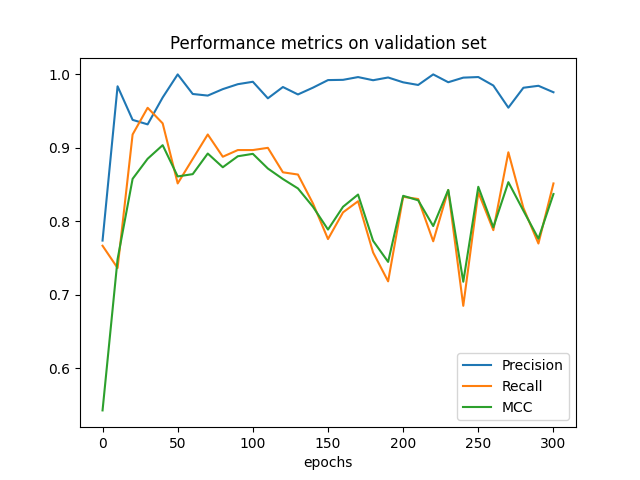 Performance metrics on validation set
1.0
0.9
0.8
0.7
0.6
0 50 100 150 200 250 300
epochs
Precision
Recall
MCC